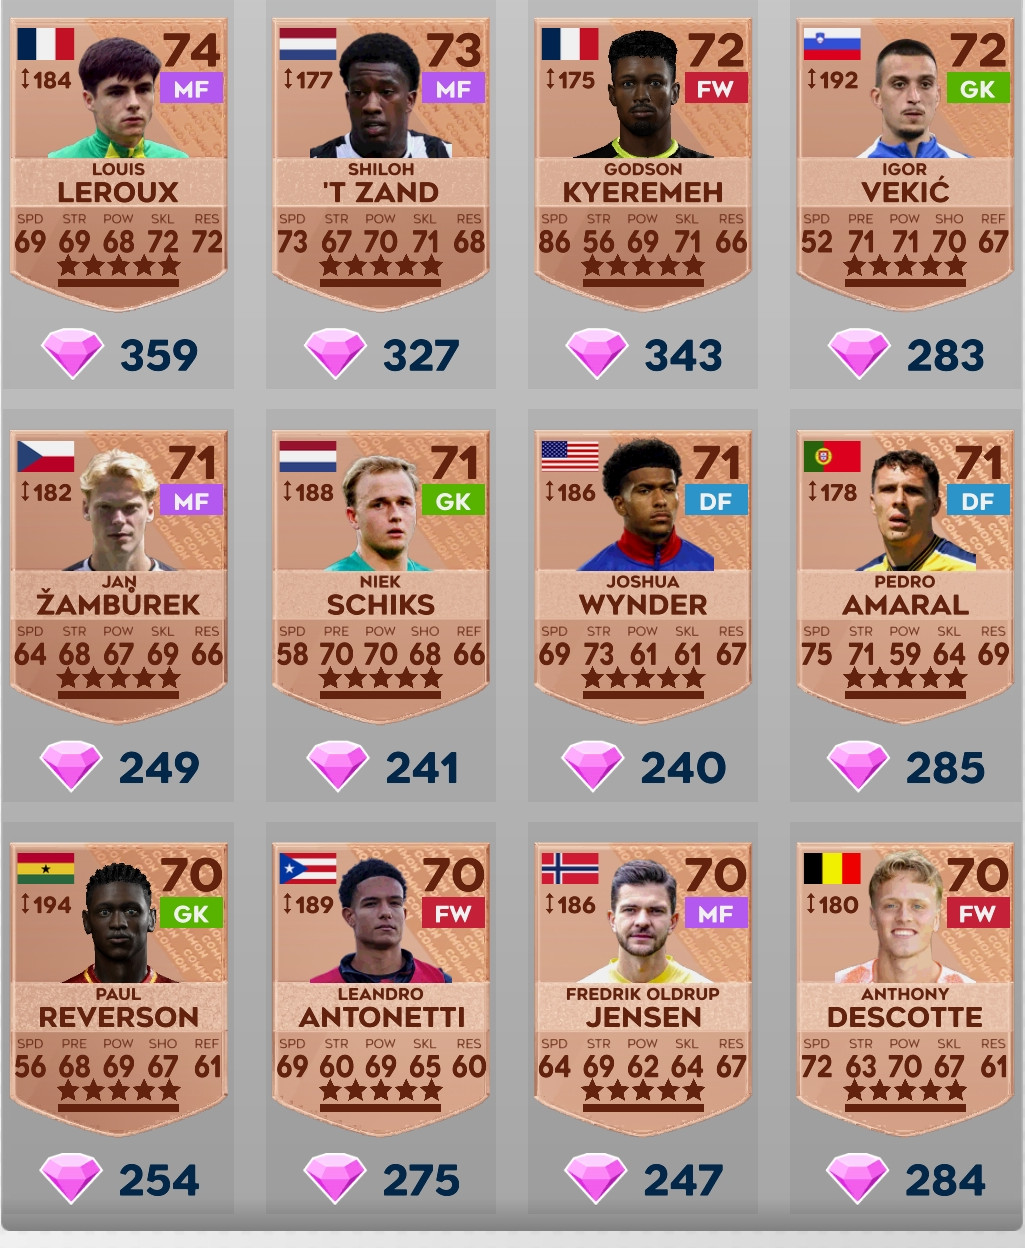 74
184
MF
LOUIS
LEROUX
SPD STR POW SKL RES
69 69 68 72 72
359
73
177
MF
SHILOH
'T ZAND
SPD STR POW SKL RES
73 67 70 71 68
327
72
175
FW
GODSON
KYEREMEH
SPD STR POW SKL RES
86 56 69 71 66
343
72
192
GK
IGOR
VEKIĆ
SPD PRE POW SHO REF
52 71 71 70 67
283
71
182
MF
JAN
ŽAMBŮREK
SPD STR POW SKL RES
64 68 67 69 66
249
71
188
GK
NIEK
SCHIKS
SPD PRE POW SHO REF
58 70 70 68 66
241
71
186
DF
JOSHUA
WYNDER
SPD STR POW SKL RES
69 73 61 61 67
240
71
178
DF
PEDRO
AMARAL
SPD STR POW SKL RES
75 71 59 64 69
285
70
194
GK
PAUL
REVERSON
SPD PRE POW SHO REF
56 68 69 67 61
254
70
189
FW
LEANDRO
ANTONETTI
SPD STR POW SKL RES
69 60 69 65 60
275
70
186
MF
FREDRIK OLDRUP
JENSEN
SPD STR POW SKL RES
64 69 62 64 67
247
70
180
FW
ANTHONY
DESCOTTE
SPD STR POW SKL RES
72 63 70 67 61
284